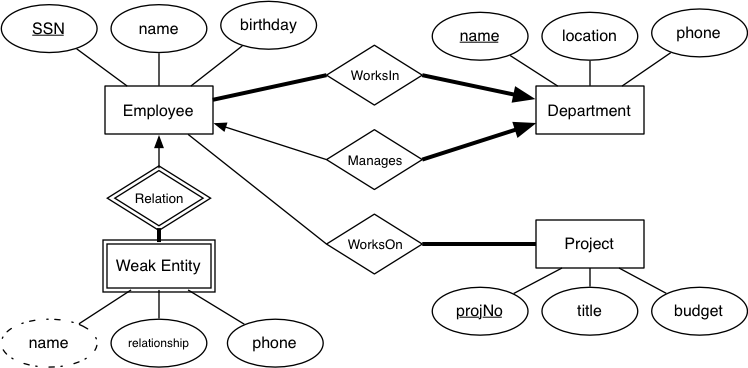 SSN
name
birthday
name
location
phone
WorksIn
Employee
Department
Manages
Relation
WorksOn
Project
Weak Entity
projNo
title
budget
name
relationship
phone